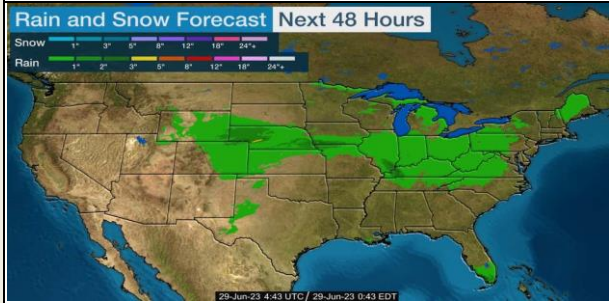 Rain and Snow Forecast Next 48 Hours
Snow
1" 3" 5" 8" 12" 18" 24"+
Rain
1" 2" 3" 5" 8" 12" 18" 24"+
29-Jun-23 4:43 UTC / 29-Jun-23 0:43 EDT